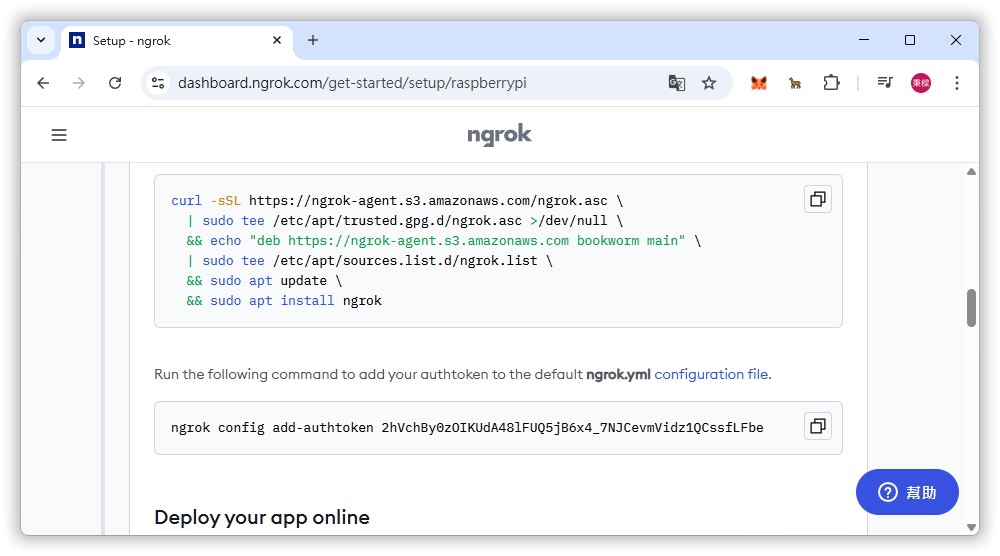 Setup - ngrok
dashboard.ngrok.com/get-started/setup/raspberrypi
秉樑
ngrok
curl -sSL https://ngrok-agent.s3.amazonaws.com/ngrok.asc \
| sudo tee /etc/apt/trusted.gpg.d/ngrok.asc >/dev/null \
&& echo "deb https://ngrok-agent.s3.amazonaws.com bookworm main" \
| sudo tee /etc/apt/sources.list.d/ngrok.list \
&& sudo apt update \
&& sudo apt install ngrok
Run the following command to add your authtoken to the default ngrok.yml configuration file.
ngrok config add-authtoken 2hVchBy0zOIKUdA48lFUQ5jB6x4_7NJCevmVidz1QCssfLFbe
幫助
Deploy your app online